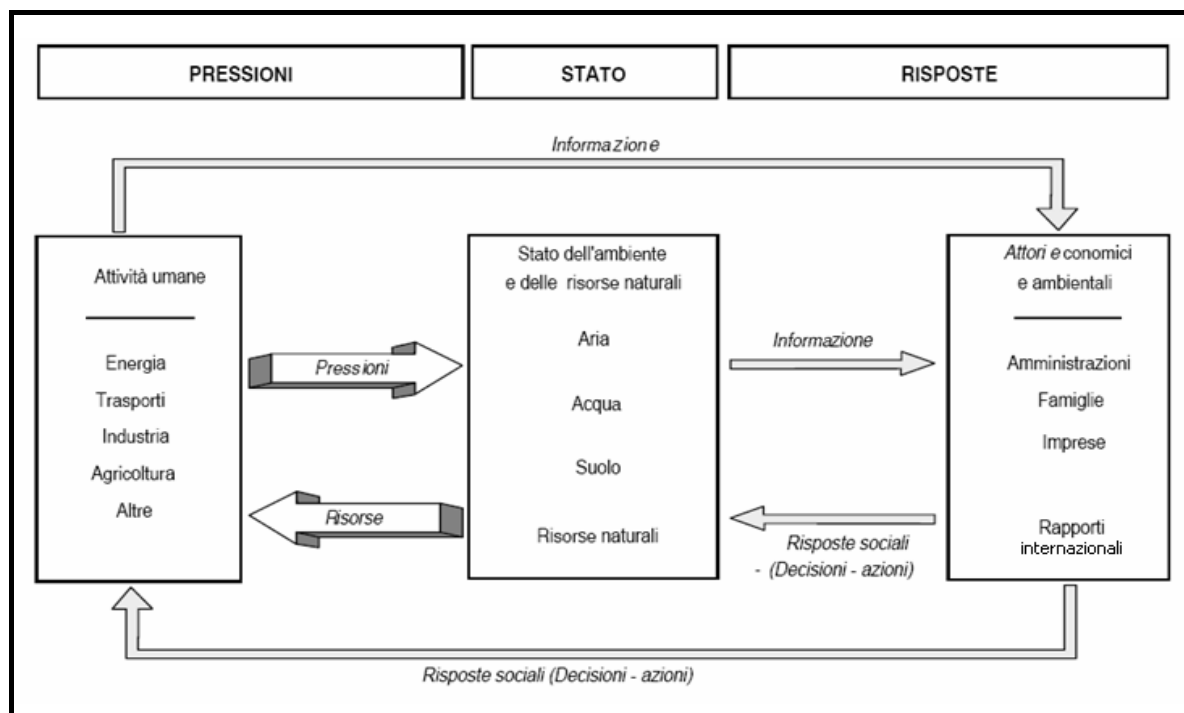 PRESSIONI
STATO
RISPOSTE
Informazione
Attività umane
Energia
Trasporti
Industria
Agricoltura
Altre
Pressioni
Risorse
Stato dell'ambiente
e delle risorse naturali
Aria
Acqua
Suolo
Risorse naturali
Informazione
Risposte sociali
- (Decisioni - azioni)
Attori e conomici
e ambientali
Amministrazioni
Famiglie
Imprese
Rapporti
internazionali
Risposte sociali (Decisioni - azioni)